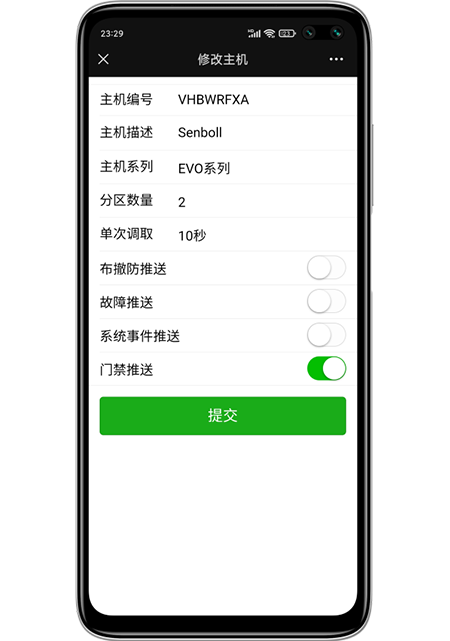 23:29
修改主机
主机编号 VHBWRFXA
主机描述 Senboll
主机系列 EVO系列
分区数量 2
单次调取 10秒
布撤防推送
故障推送
系统事件推送
门禁推送
提交